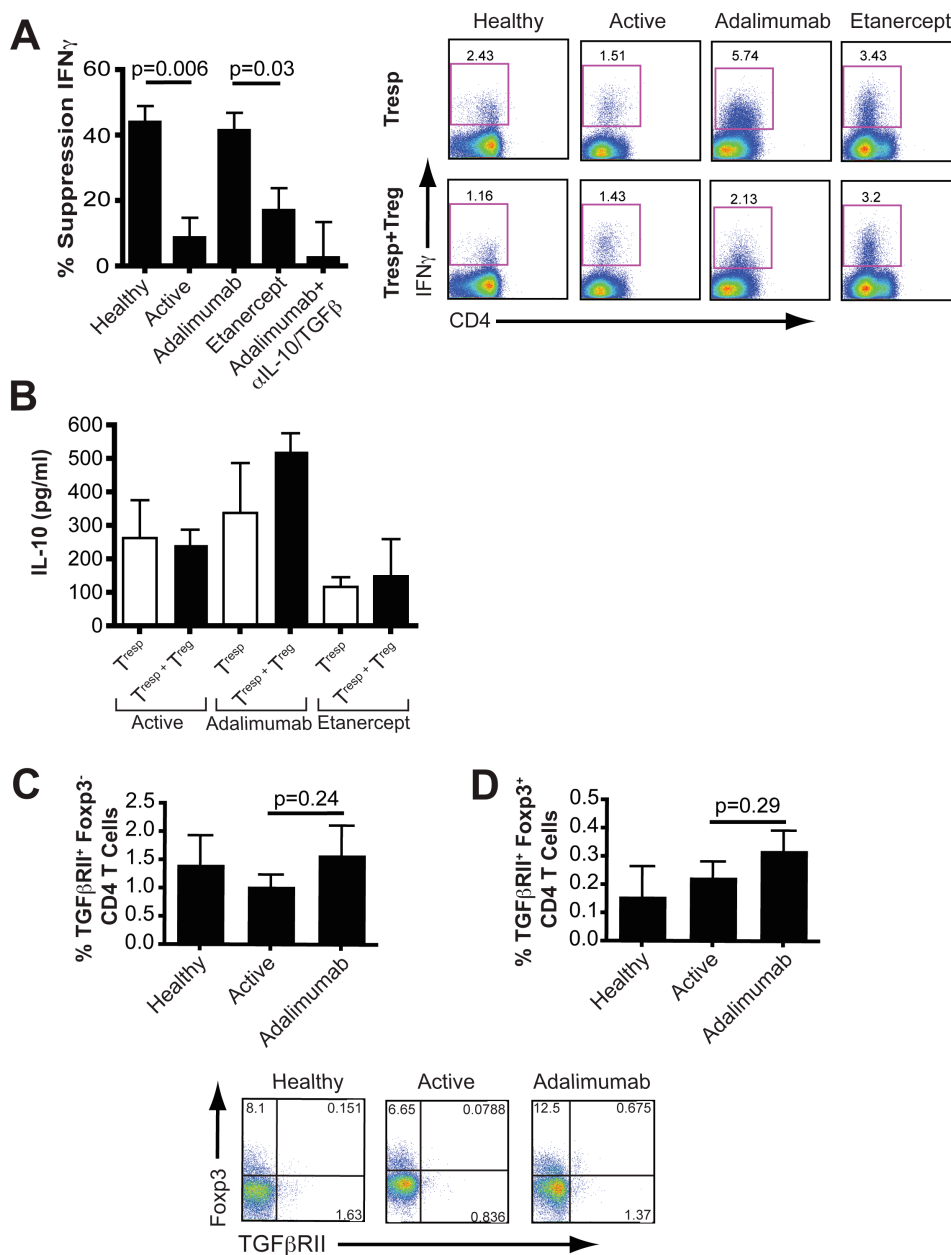 A
% Suppression IFNγ
60
40
20
0
p=0.006
p=0.03
Healthy
Active
Adalimumab
Etanercept
Adalimumab+
αIL-10/TGFβ
Healthy
Active
Adalimumab
Etanercept
Tresp
2.43
1.51
5.74
3.43
Tresp+Treg
1.16
1.43
2.13
3.2
IFNγ
CD4
B
IL-10 (pg/ml)
600
500
400
300
200
100
0
Tresp
Tresp + Treg
Tresp
Tresp + Treg
Tresp
Tresp + Treg
Active
Adalimumab
Etanercept
C
% TGFβRII+ Foxp3-
CD4 T Cells
2.5
2.0
1.5
1.0
0.5
0.0
p=0.24
Healthy
Active
Adalimumab
D
% TGFβRII+ Foxp3+
CD4 T Cells
0.5
0.4
0.3
0.2
0.1
0.0
p=0.29
Healthy
Active
Adalimumab
Healthy
Active
Adalimumab
8.1
0.151
1.63
6.65
0.0788
0.836
12.5
0.675
1.37
Foxp3
TGFβRII